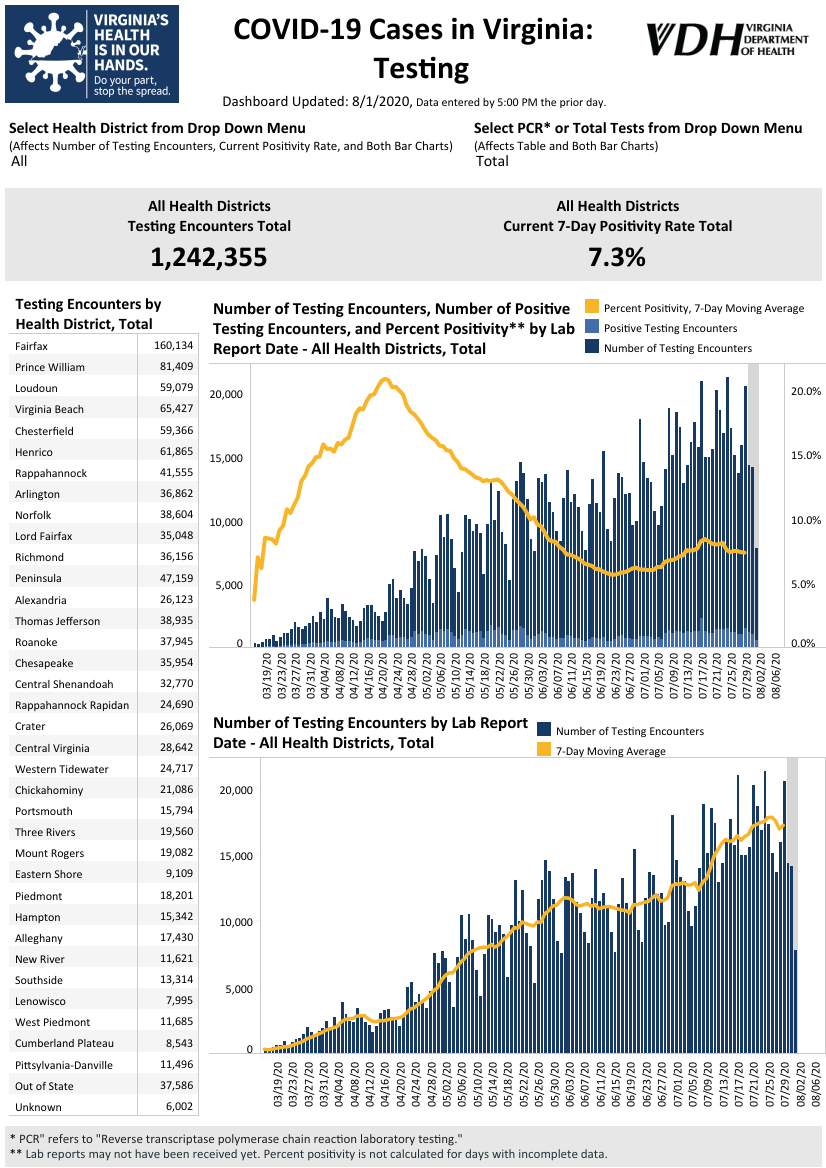 VIRGINIA'S
HEALTH
IS IN OUR
HANDS.
Do your part,
stop the spread.
COVID-19 Cases in Virginia:
Testing
VDH VIRGINIA
DEPARTMENT
OF HEALTH
Dashboard Updated: 8/1/2020, Data entered by 5:00 PM the prior day.
Select Health District from Drop Down Menu
(Affects Number of Testing Encounters, Current Positivity Rate, and Both Bar Charts)
All
Select PCR* or Total Tests from Drop Down Menu
(Affects Table and Both Bar Charts)
Total
All Health Districts
Testing Encounters Total
1,242,355
All Health Districts
Current 7-Day Positivity Rate Total
7.3%
Testing Encounters by
Health District, Total
Fairfax 160,134
Prince William 81,409
Loudoun 59,079
Virginia Beach 65,427
Chesterfield 59,366
Henrico 61,865
Rappahannock 41,555
Arlington 36,862
Norfolk 38,604
Lord Fairfax 35,048
Richmond 36,156
Peninsula 47,159
Alexandria 26,123
Thomas Jefferson 38,935
Roanoke 37,945
Chesapeake 35,954
Central Shenandoah 32,770
Rappahannock Rapidan 24,690
Crater 26,069
Central Virginia 28,642
Western Tidewater 24,717
Chickahominy 21,086
Portsmouth 15,794
Three Rivers 19,560
Mount Rogers 19,082
Eastern Shore 9,109
Piedmont 18,201
Hampton 15,342
Alleghany 17,430
New River 11,621
Southside 13,314
Lenowisco 7,995
West Piedmont 11,685
Cumberland Plateau 8,543
Pittsylvania-Danville 11,496
Out of State 37,586
Unknown 6,002
Number of Testing Encounters, Number of Positive
Testing Encounters, and Percent Positivity** by Lab
Report Date - All Health Districts, Total
Percent Positivity, 7-Day Moving Average
Positive Testing Encounters
Number of Testing Encounters
20,000 20.0%
15,000 15.0%
10,000 10.0%
5,000 5.0%
0 0.0%
03/19/20 03/23/20 03/27/20 03/31/20 04/04/20 04/08/20 04/12/20 04/16/20 04/20/20 04/24/20 04/28/20 05/02/20 05/06/20 05/10/20 05/14/20 05/18/20 05/22/20 05/26/20 05/30/20 06/03/20 06/07/20 06/11/20 06/15/20 06/19/20 06/23/20 06/27/20 07/01/20 07/05/20 07/09/20 07/13/20 07/17/20 07/21/20 07/25/20 07/29/20 08/02/20 08/06/20
Number of Testing Encounters by Lab Report
Date - All Health Districts, Total
Number of Testing Encounters
7-Day Moving Average
20,000
15,000
10,000
5,000
0
03/19/20 03/23/20 03/27/20 03/31/20 04/04/20 04/08/20 04/12/20 04/16/20 04/20/20 04/24/20 04/28/20 05/02/20 05/06/20 05/10/20 05/14/20 05/18/20 05/22/20 05/26/20 05/30/20 06/03/20 06/07/20 06/11/20 06/15/20 06/19/20 06/23/20 06/27/20 07/01/20 07/05/20 07/09/20 07/13/20 07/17/20 07/21/20 07/25/20 07/29/20 08/02/20 08/06/20
* PCR" refers to "Reverse transcriptase polymerase chain reaction laboratory testing."
** Lab reports may not have been received yet. Percent positivity is not calculated for days with incomplete data.